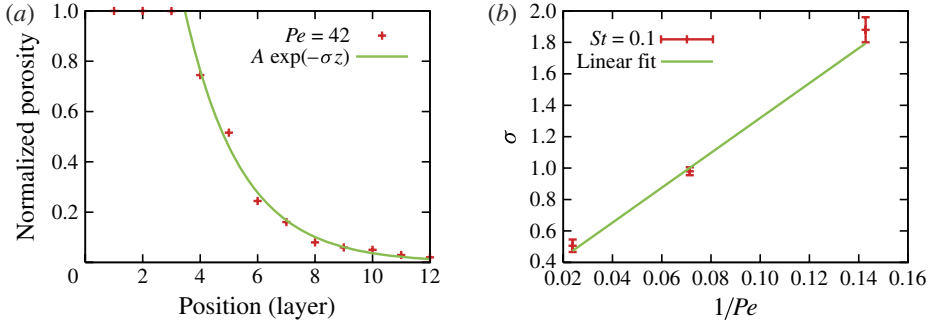 (a)
1.0
0.8
0.6
0.4
0.2
0 2 4 6 8 10 12
Normalized porosity
Position (layer)
Pe = 42
A exp(−σz)
(b)
2.0
1.8
1.6
1.4
1.2
1.0
0.8
0.6
0.4
0.02 0.04 0.06 0.08 0.10 0.12 0.14 0.16
σ
1/Pe
St = 0.1
Linear fit